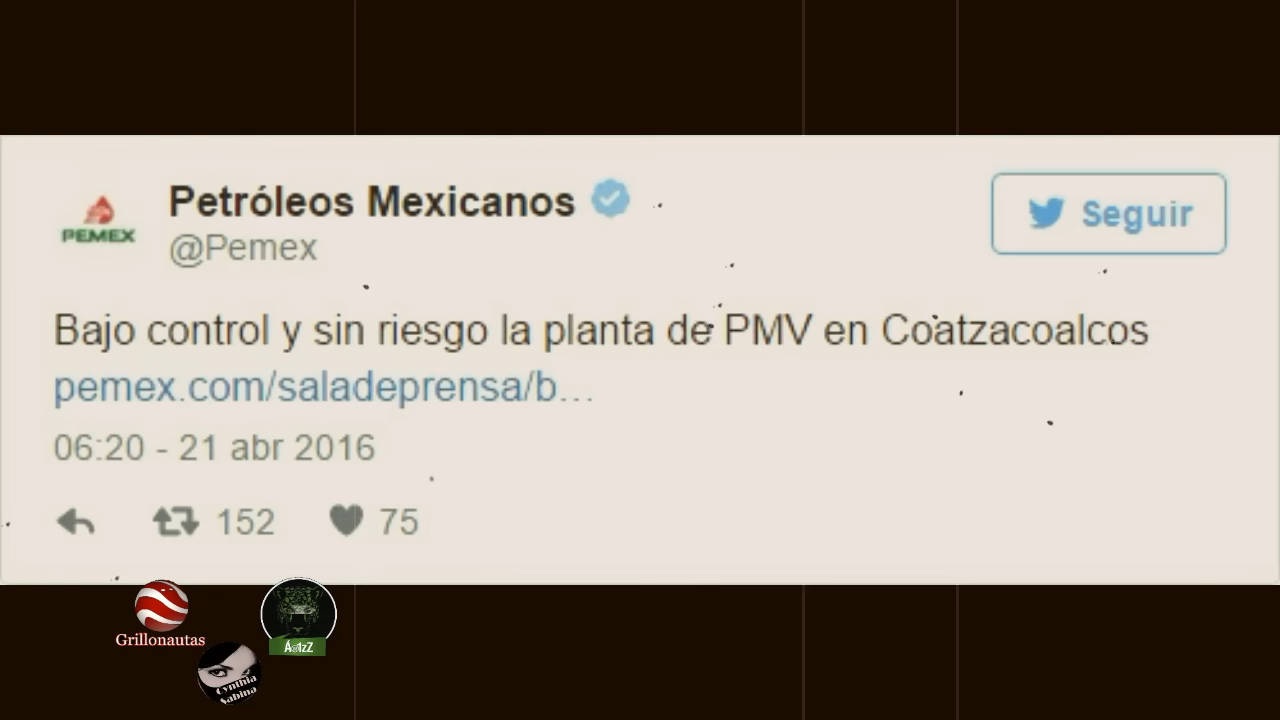 Petróleos Mexicanos
PEMEX
@Pemex
Seguir
Bajo control y sin riesgo la planta de PMV en Coatzacoalcos
pemex.com/saladeprensa/b...
06:20 - 21 abr 2016
152 75
Grillonautas
Cynthia
Sabina